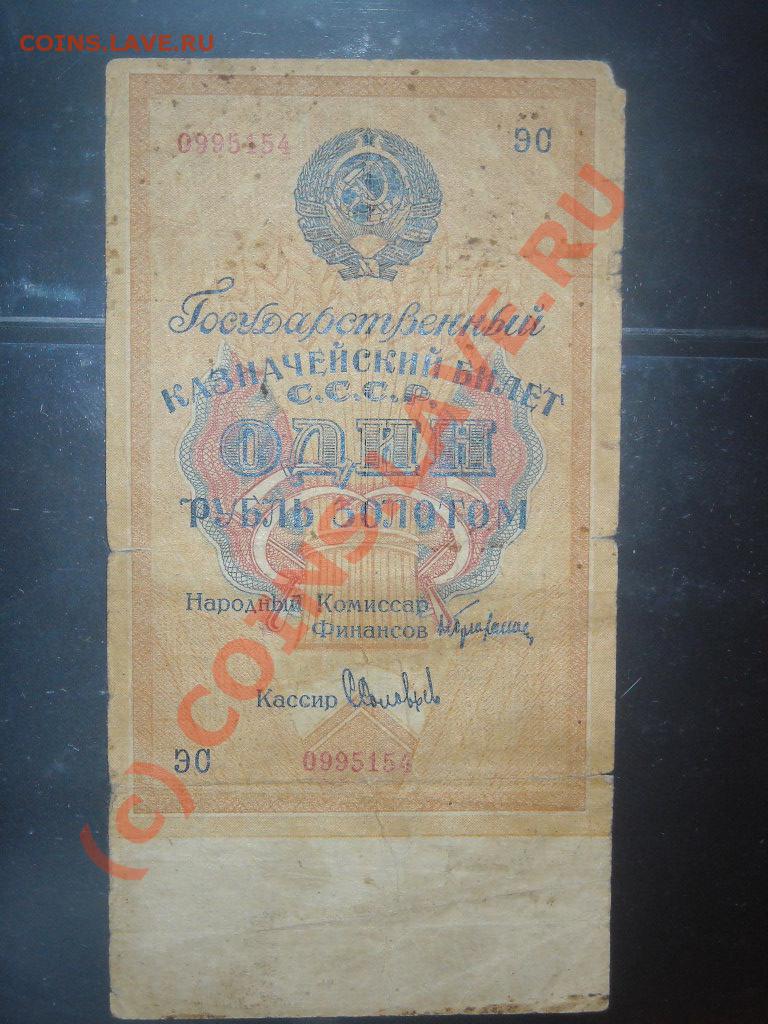 COINS.LAVE.RU
0995154 ЭС
Государственный
КАЗНАЧЕЙСКИЙ БИЛЕТ
С.С.С.Р.
ОДИН
РУБЛЬ ЗОЛОТОМ
Народный Комиссар
Финансов
Кассир
ЭС 0995154
(c) COINS.LAVE.RU